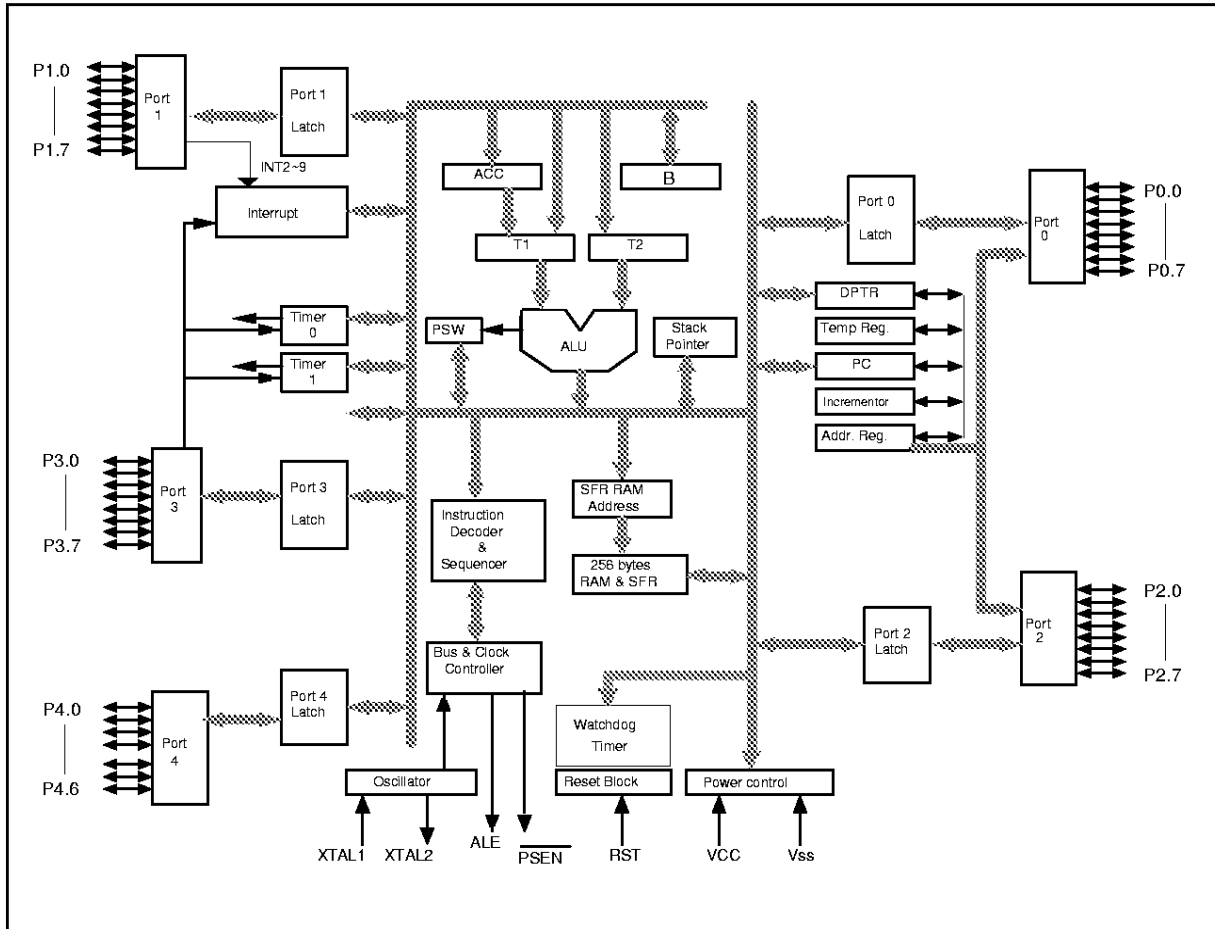 P1.0
P1.7
Port
1
Port 1
Latch
INT2~9
Interrupt
ACC
B
T1
T2
Port 0
Latch
Port
0
P0.0
P0.7
Timer
0
Timer
1
PSW
ALU
Stack
Pointer
DPTR
Temp Reg.
PC
Incrementor
Addr. Reg.
P3.0
P3.7
Port
3
Port 3
Latch
Instruction
Decoder
&
Sequencer
SFR RAM
Address
256 bytes
RAM & SFR
Port
2
P2.0
P2.7
Port 2
Latch
Bus & Clock
Controller
P4.0
P4.6
Port
4
Port 4
Latch
Watchdog
Timer
Oscillator
Reset Block
Power control
XTAL1
XTAL2
ALE
PSEN
RST
VCC
Vss